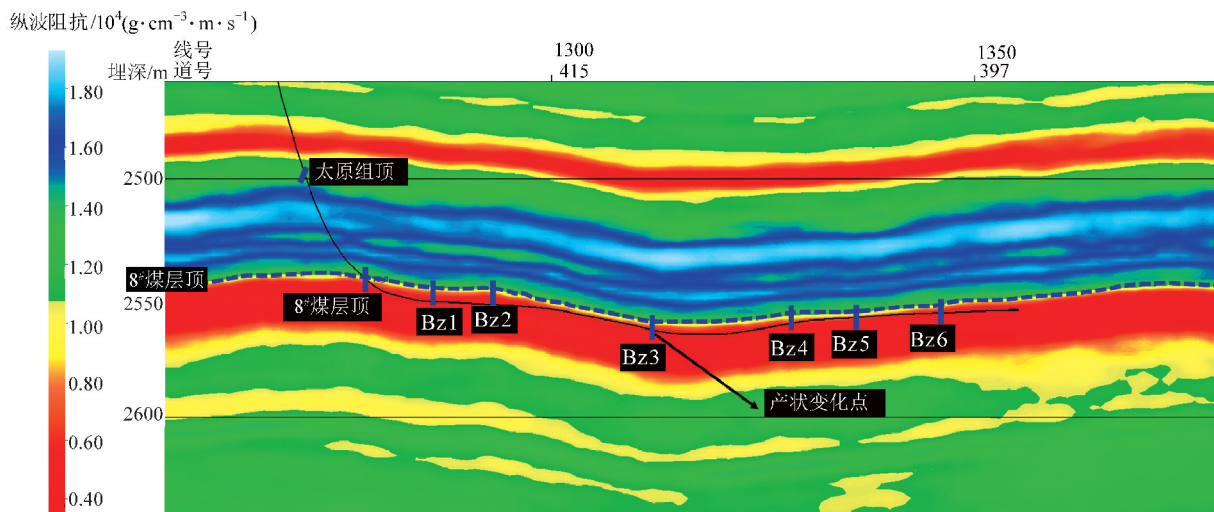 纵波阻抗/10⁴(g·cm⁻³·m·s⁻¹)
线号 1300 1350
埋深/m 道号 415 397
1.80
1.60
太原组顶
2500
1.40
1.20
8#煤层顶
2550
8#煤层顶
1.00
Bz1
Bz2
Bz3
Bz4
Bz5
Bz6
0.80
产状变化点
2600
0.60
0.40